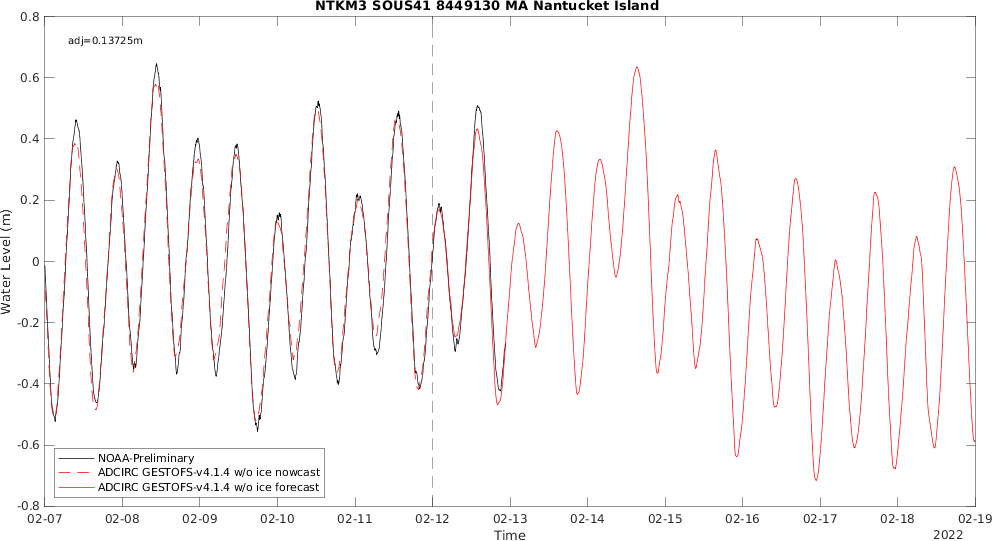 NTKM3 SOUS41 8449130 MA Nantucket Island
adj=0.13725m
Water Level (m)
0.8
0.6
0.4
0.2
0
-0.2
-0.4
-0.6
-0.8
NOAA-Preliminary
ADCIRC GESTOFS-v4.1.4 w/o ice nowcast
ADCIRC GESTOFS-v4.1.4 w/o ice forecast
02-07 02-08 02-09 02-10 02-11 02-12 02-13 02-14 02-15 02-16 02-17 02-18 02-19
Time
2022